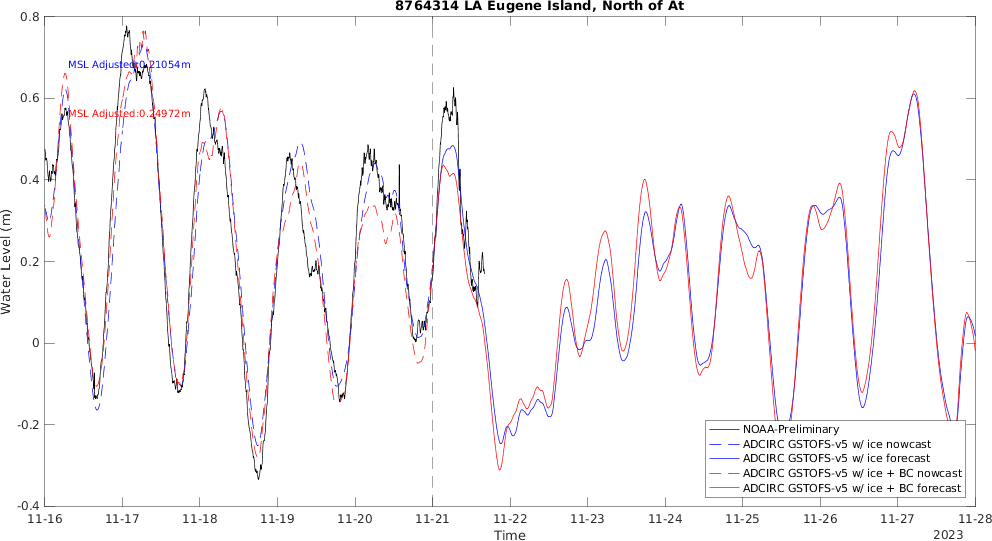 8764314 LA Eugene Island, North of At
Water Level (m)
0.8
0.6
0.4
0.2
0
-0.2
-0.4
MSL Adjusted:0.21054m
MSL Adjusted:0.24972m
NOAA-Preliminary
ADCIRC GSTOFS-v5 w/ ice nowcast
ADCIRC GSTOFS-v5 w/ ice forecast
ADCIRC GSTOFS-v5 w/ ice + BC nowcast
ADCIRC GSTOFS-v5 w/ ice + BC forecast
11-16 11-17 11-18 11-19 11-20 11-21 11-22 11-23 11-24 11-25 11-26 11-27 11-28
Time
2023